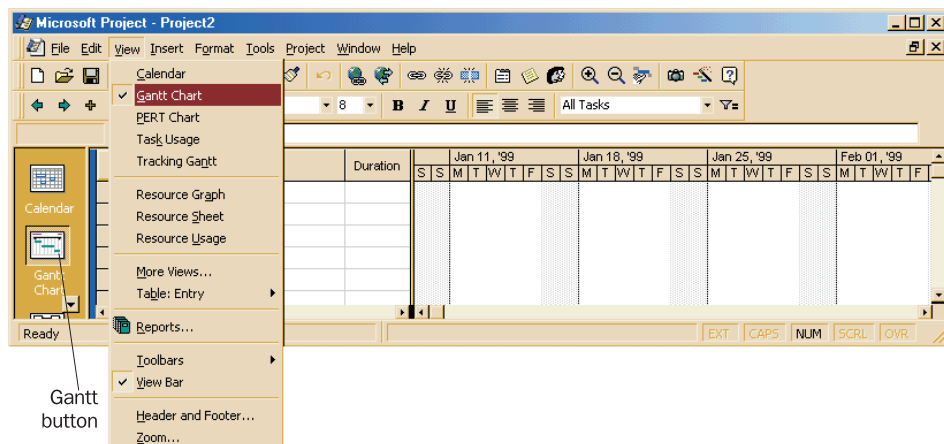 Microsoft Project - Project2
File Edit View Insert Format Tools Project Window Help
8 B I U All Tasks
Calendar
Gantt Chart
PERT Chart
Task Usage
Tracking Gantt
Resource Graph
Resource Sheet
Resource Usage
More Views...
Table: Entry
Reports...
Toolbars
View Bar
Header and Footer...
Zoom...
Duration
Jan 11, '99 Jan 18, '99 Jan 25, '99 Feb 01, '99
S S M T W T F S S M T W T F S S M T W T F S S M T W T F
Calendar
Gantt
Chart
Ready
EXT CAPS NUM SCRL OVR
Gantt
button